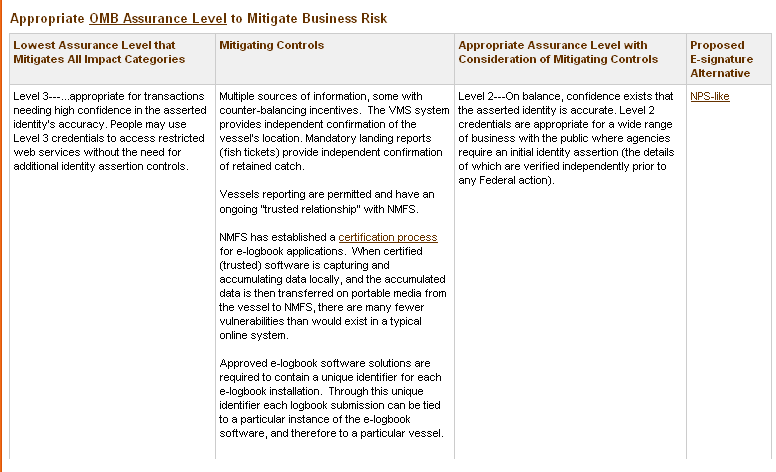 Appropriate OMB Assurance Level to Mitigate Business Risk
Lowest Assurance Level that
Mitigates All Impact Categories
Mitigating Controls
Appropriate Assurance Level with
Consideration of Mitigating Controls
Proposed
E-signature
Alternative
Level 3---...appropriate for transactions
needing high confidence in the asserted
identity's accuracy. People may use
Level 3 credentials to access restricted
web services without the need for
additional identity assertion controls.
Multiple sources of information, some with
counter-balancing incentives.  The VMS system
provides independent confirmation of the
vessel's location. Mandatory landing reports
(fish tickets) provide independent confirmation
of retained catch.
Vessels reporting are permitted and have an
ongoing "trusted relationship" with NMFS.
NMFS has established a certification process
for e-logbook applications.  When certified
(trusted) software is capturing and
accumulating data locally, and the accumulated
data is then transferred on portable media from
the vessel to NMFS, there are many fewer
vulnerabilities than would exist in a typical
online system.
Approved e-logbook software solutions are
required to contain a unique identifier for each
e-logbook installation.  Through this unique
identifier each logbook submission can be tied
to a particular instance of the e-logbook
software, and therefore to a particular vessel.
Level 2---On balance, confidence exists that
the asserted identity is accurate. Level 2
credentials are appropriate for a wide range
of business with the public where agencies
require an initial identity assertion (the details
of which are verified independently prior to
any Federal action).
NPS-like